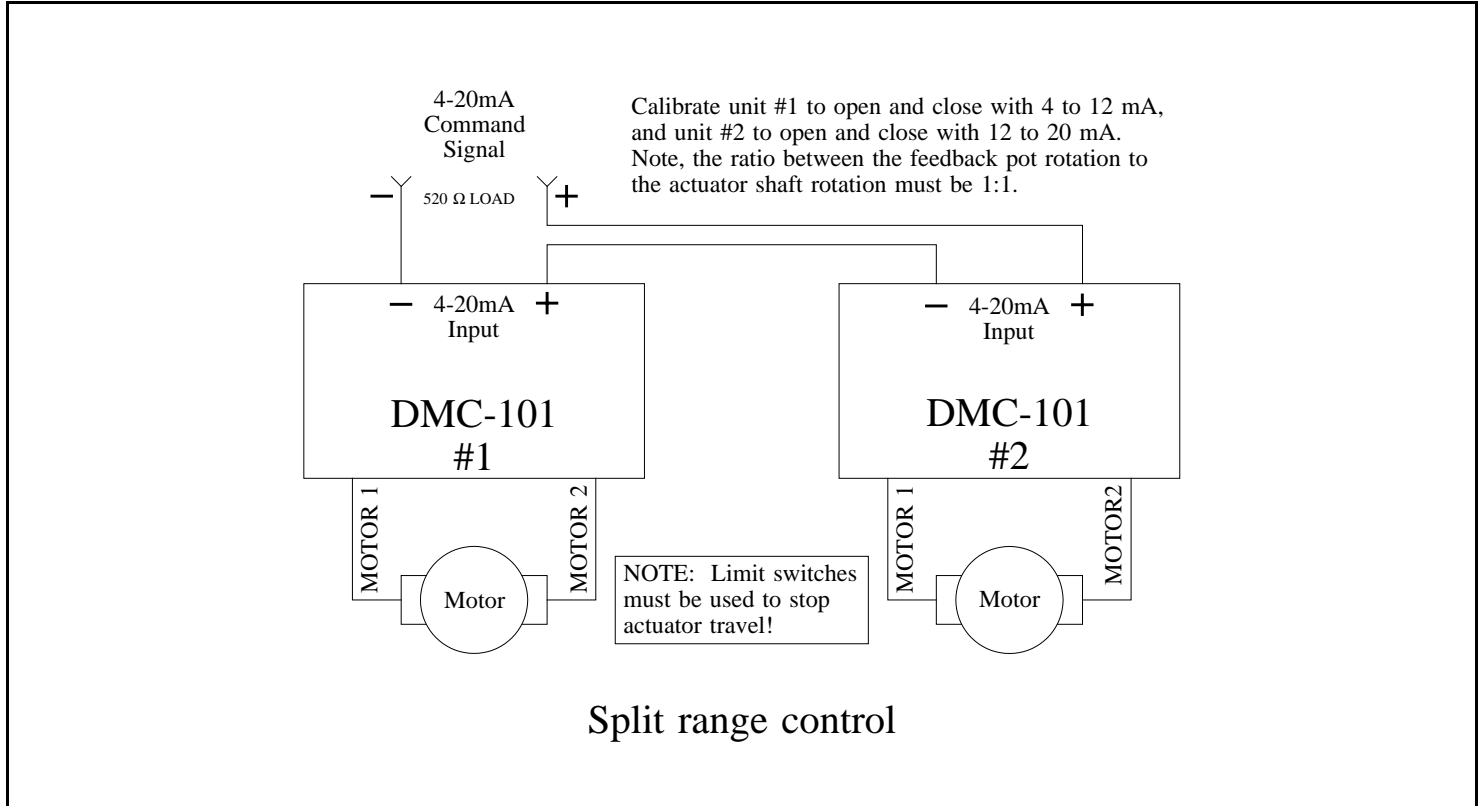 4-20mA
Command
Signal
Calibrate unit #1 to open and close with 4 to 12 mA,
and unit #2 to open and close with 12 to 20 mA.
Note, the ratio between the feedback pot rotation to
the actuator shaft rotation must be 1:1.
− 520 Ω LOAD +
− 4-20mA +
Input
DMC-101
#1
− 4-20mA +
Input
DMC-101
#2
MOTOR 1
MOTOR 2
Motor
NOTE: Limit switches
must be used to stop
actuator travel!
MOTOR 1
MOTOR2
Motor
Split range control